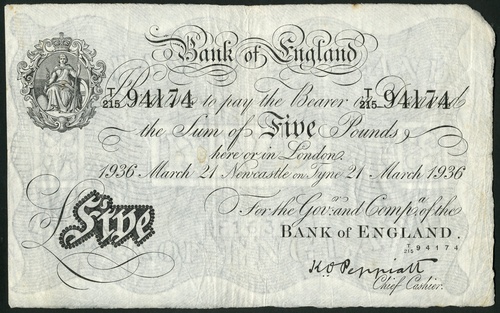 Bank of England
T/215 94174 to pay the Bearer T/215 94174
the Sum of Five Pounds
here or in London
1936 March 21 Newcastle on Tyne 21 March 1936
For the Govr. and Compa. of the
BANK of ENGLAND.
T/215 94174
Five
K.O. Peppiatt
Chief Cashier.